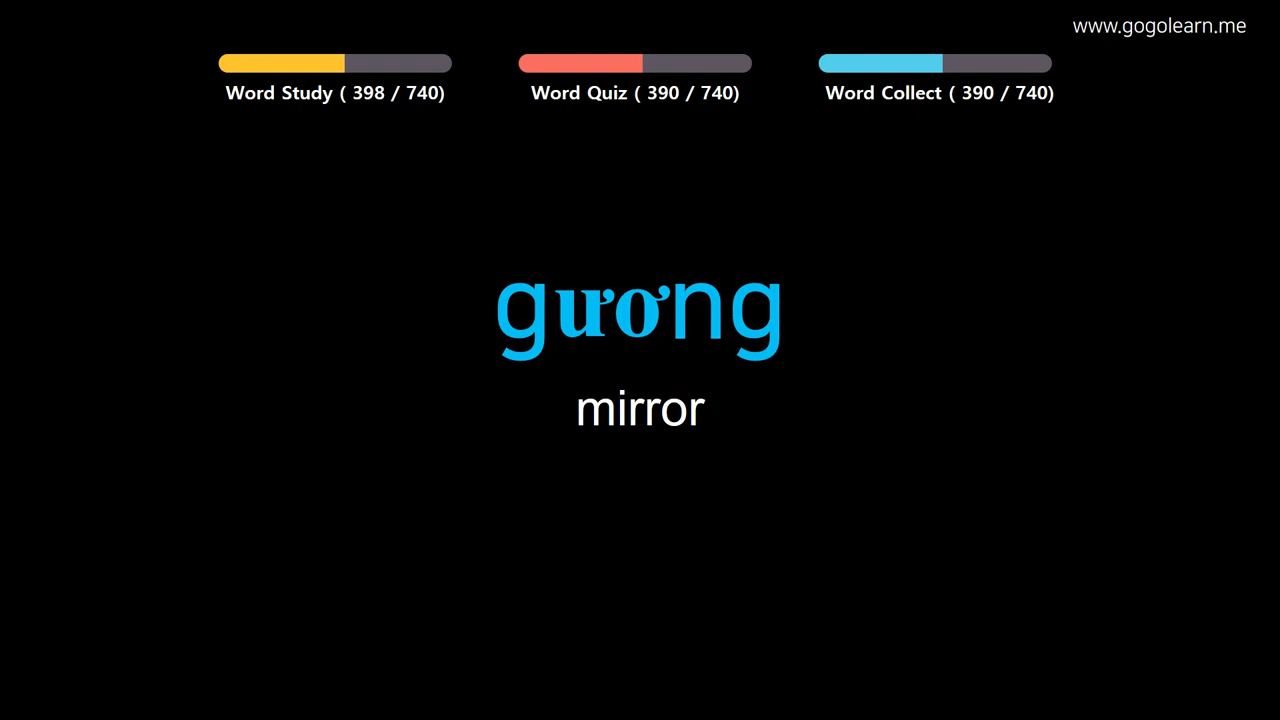 www.gogolearn.me
Word Study ( 398 / 740)
Word Quiz ( 390 / 740)
Word Collect ( 390 / 740)
gương
mirror